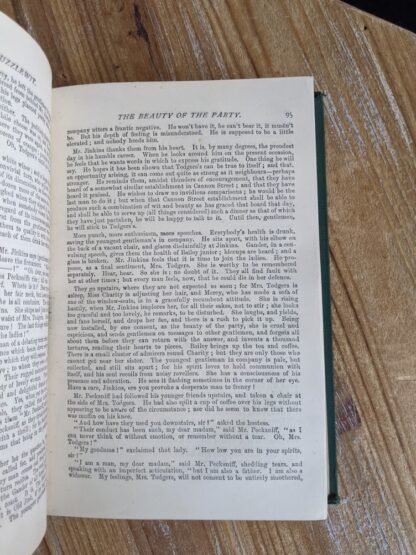 UZZLEWIT.
THE BEAUTY OF THE PARTY.
95
company utters a frantic negative. He won't have it, he can't bear it, it mustn't
be. But his depth of feeling is misunderstood. He is supposed to be a little
elevated; and nobody heeds him.
Mr. Jinkins thanks them from his heart. It is, by many degrees, the proudest
day in his humble career. When he looks around him on the present occasion,
he feels that he wants words in which to express his gratitude. One thing he will
say. He hopes it has been shown that Todgers's can be true to itself; and that,
an opportunity arising, it can come out quite as strong as its neighbours—perhaps
stronger. He reminds them, amidst thunders of encouragement, that they have
heard of a somewhat similar establishment in Cannon Street; and that they have
heard it praised. He wishes to draw no invidious comparisons; he would be the
last man to do it; but when that Cannon Street establishment shall be able to
produce such a combination of wit and beauty as has graced that board that day,
and shall be able to serve up (all things considered) such a dinner as that of which
they have just partaken, he will be happy to talk to it. Until then, gentlemen,
he will stick to Todgers's.
More punch, more enthusiasm, more speeches. Everybody's health is drunk,
saving the youngest gentleman's in company. He sits apart, with his elbow on
the back of a vacant chair, and glares disdainfully at Jinkins. Gander, in a con-
vulsing speech, gives them the health of Bailey junior; hiccups are heard; and a
glass is broken. Mr. Jinkins feels that it is time to join the ladies. He pro-
poses, as a final sentiment, Mrs. Todgers. She is worthy to be remembered
separately. Hear, hear. So she is: no doubt of it. They all find fault with
her at other times; but every man feels, now, that he could die in her defence.
They go upstairs, where they are not expected so soon; for Mrs. Todgers is
asleep, Miss Charity is adjusting her hair, and Mercy, who has made a sofa of
one of the window-seats, is in a gracefully recumbent attitude. She is rising
hastily, when Mr. Jinkins implores her, for all their sakes, not to stir; she looks
too graceful and too lovely, he remarks, to be disturbed. She laughs, and yields,
and fans herself, and drops her fan, and there is a rush to pick it up. Being
now installed, by one consent, as the beauty of the party, she is cruel and
capricious, and sends gentlemen on messages to other gentlemen, and forgets all
about them before they can return with the answer, and invents a thousand
tortures, rending their hearts to pieces. Bailey brings up the tea and coffee.
There is a small cluster of admirers round Charity; but they are only those who
cannot get near her sister. The youngest gentleman in company is pale, but
collected, and still sits apart; for his spirit loves to hold communion with
itself, and his soul recoils from noisy revellers. She has a consciousness of his
presence and adoration. He sees it flashing sometimes in the corner of her eye.
Have a care, Jinkins, ere you provoke a desperate man to frenzy!
Mr. Pecksniff had followed his younger friends upstairs, and taken a chair at
the side of Mrs. Todgers. He had also spilt a cup of coffee over his legs without
appearing to be aware of the circumstance; nor did he seem to know that there
was muffin on his knee.
"And how have they used you downstairs, sir?" asked the hostess.
"Their conduct has been such, my dear madam," said Mr. Pecksniff, "as I
can never think of without emotion, or remember without a tear. Oh, Mrs.
Todgers!"
"My goodness!" exclaimed that lady. "How low you are in your spirits,
sir!"
"I am a man, my dear madam," said Mr. Pecksniff, shedding tears, and
speaking with an imperfect articulation, "but I am also a father. I am also a
widower. My feelings, Mrs. Todgers, will not consent to be entirely smothered,